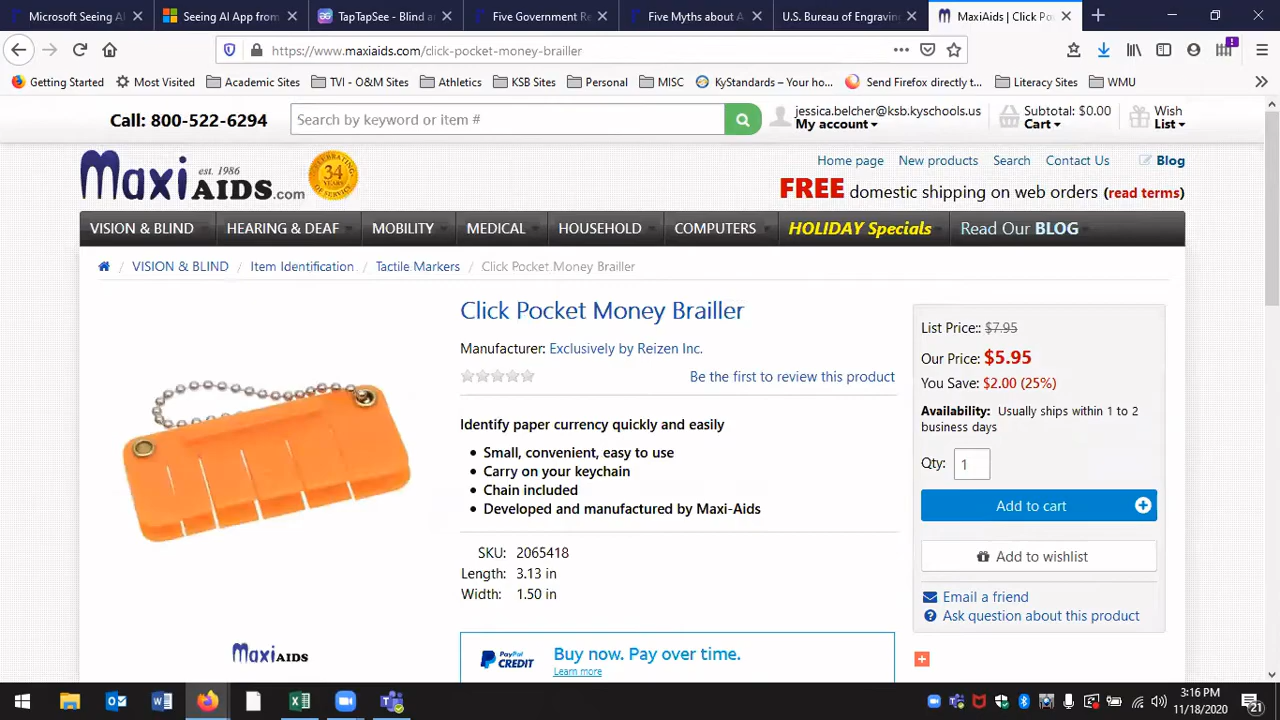 Microsoft Seeing AI
Seeing AI App from
TapTapSee - Blind a
Five Government Re
Five Myths about A
U.S. Bureau of Engravin
MaxiAids | Click Po
https://www.maxiaids.com/click-pocket-money-brailler
Getting Started
Most Visited
Academic Sites
TVI - O&M Sites
Athletics
KSB Sites
Personal
MISC
KyStandards – Your ho...
Send Firefox directly t...
Literacy Sites
WMU
Call: 800-522-6294
Search by keyword or item #
jessica.belcher@ksb.kyschools.us
My account
Subtotal: $0.00
Cart
Wish
List
est. 1986
MaxiAIDS.com
CELEBRATING
34
YEARS
OF SERVICE
Home page
New products
Search
Contact Us
Blog
FREE domestic shipping on web orders (read terms)
VISION & BLIND
HEARING & DEAF
MOBILITY
MEDICAL
HOUSEHOLD
COMPUTERS
HOLIDAY Specials
Read Our BLOG
VISION & BLIND / Item Identification / Tactile Markers / Click Pocket Money Brailler
Click Pocket Money Brailler
Manufacturer: Exclusively by Reizen Inc.
Be the first to review this product
Identify paper currency quickly and easily
• Small, convenient, easy to use
• Carry on your keychain
• Chain included
• Developed and manufactured by Maxi-Aids
SKU: 2065418
Length: 3.13 in
Width: 1.50 in
PayPal
CREDIT
Buy now. Pay over time.
Learn more
List Price:: $7.95
Our Price: $5.95
You Save: $2.00 (25%)
Availability: Usually ships within 1 to 2
business days
Qty: 1
Add to cart
Add to wishlist
Email a friend
Ask question about this product
MaxiAIDS
3:16 PM
11/18/2020
21